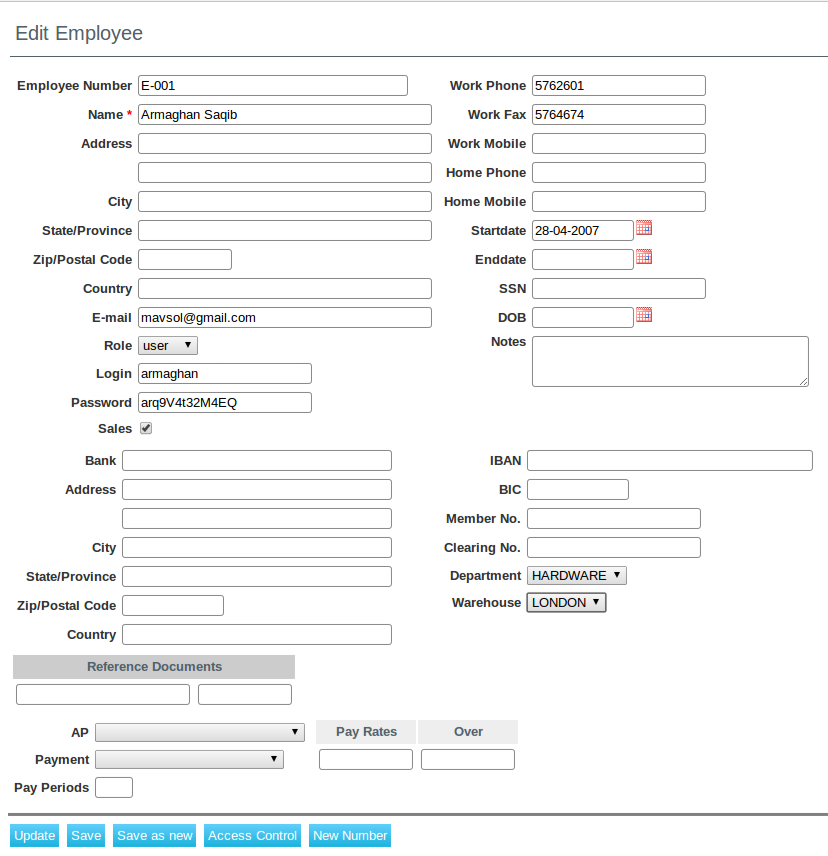 Edit Employee
Employee Number E-001
Work Phone 5762601
Name * Armaghan Saqib
Work Fax 5764674
Address
Work Mobile
Home Phone
City
Home Mobile
State/Province
Startdate 28-04-2007
Zip/Postal Code
Enddate
Country
SSN
E-mail mavsol@gmail.com
DOB
Role user
Notes
Login armaghan
Password arq9V4t32M4EQ
Sales
Bank
IBAN
Address
BIC
Member No.
City
Clearing No.
State/Province
Department HARDWARE
Zip/Postal Code
Warehouse LONDON
Country
Reference Documents
AP
Pay Rates Over
Payment
Pay Periods
Update Save Save as new Access Control New Number